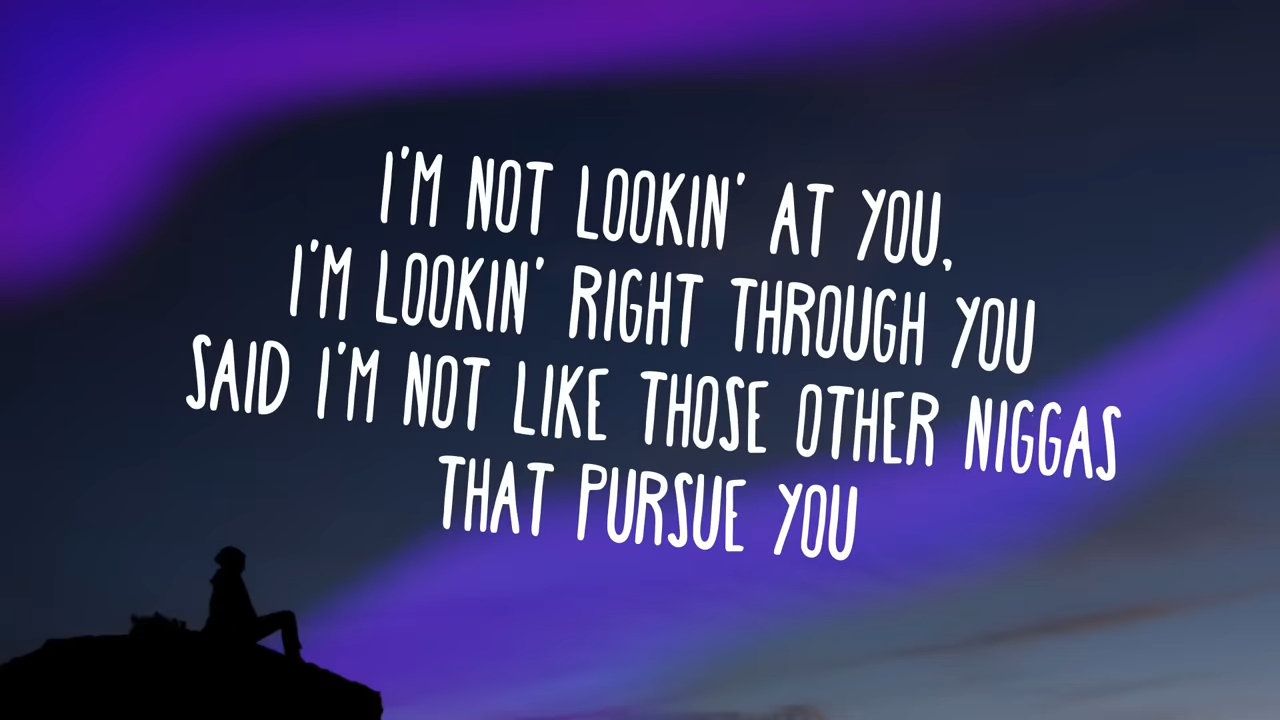 I'M NOT LOOKIN' AT YOU,
I'M LOOKIN' RIGHT THROUGH YOU
SAID I'M NOT LIKE THOSE OTHER NIGGAS
THAT PURSUE YOU